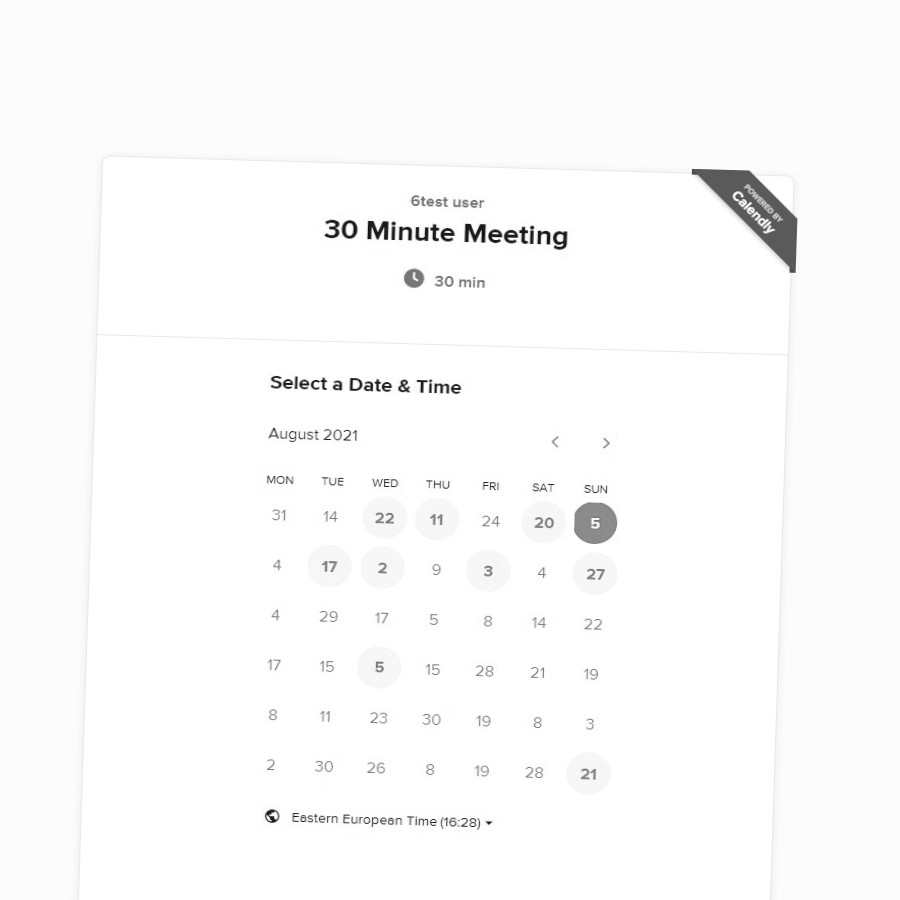 POWERED BY
Calendly
6test user
30 Minute Meeting
30 min
Select a Date & Time
August 2021
MON TUE WED THU FRI SAT SUN
31 14 22 11 24 20 5
4 17 2 9 3 4 27
4 29 17 5 8 14 22
17 15 5 15 28 21 19
8 11 23 30 19 8 3
2 30 26 8 19 28 21
Eastern European Time (16:28)